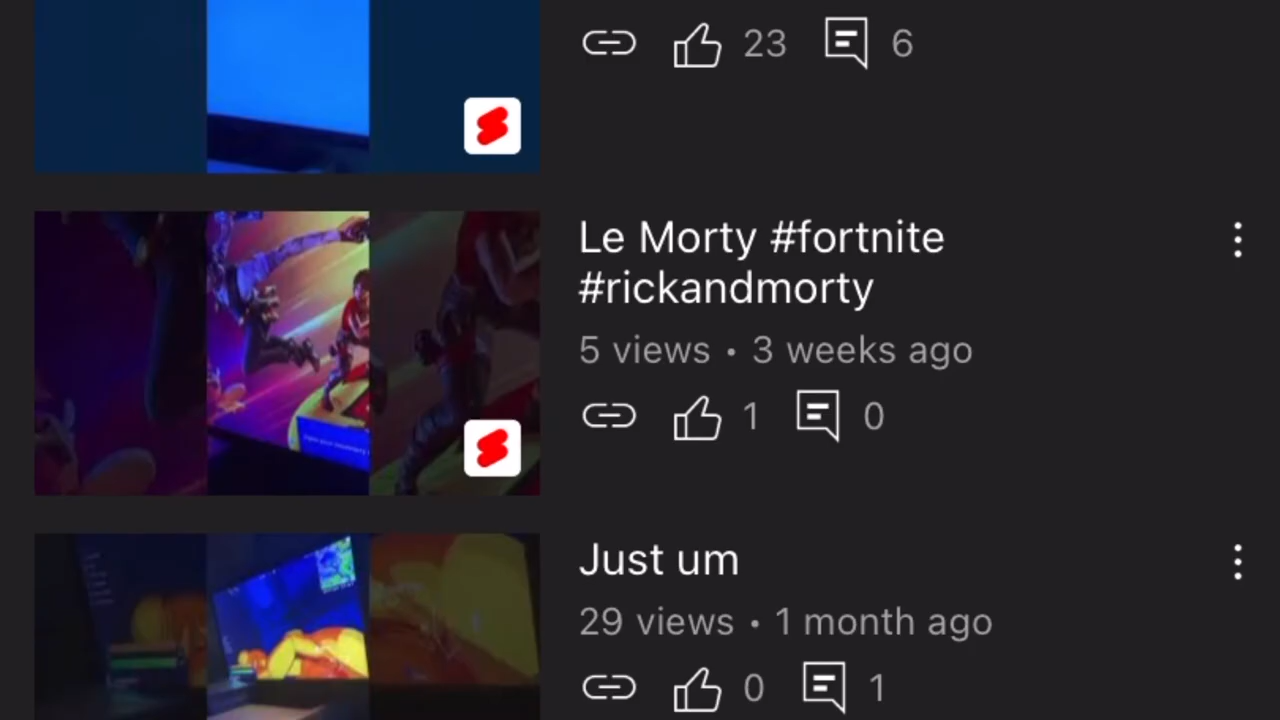 23 6
Le Morty #fortnite
#rickandmorty
5 views • 3 weeks ago
1 0
Just um
29 views • 1 month ago
0 1